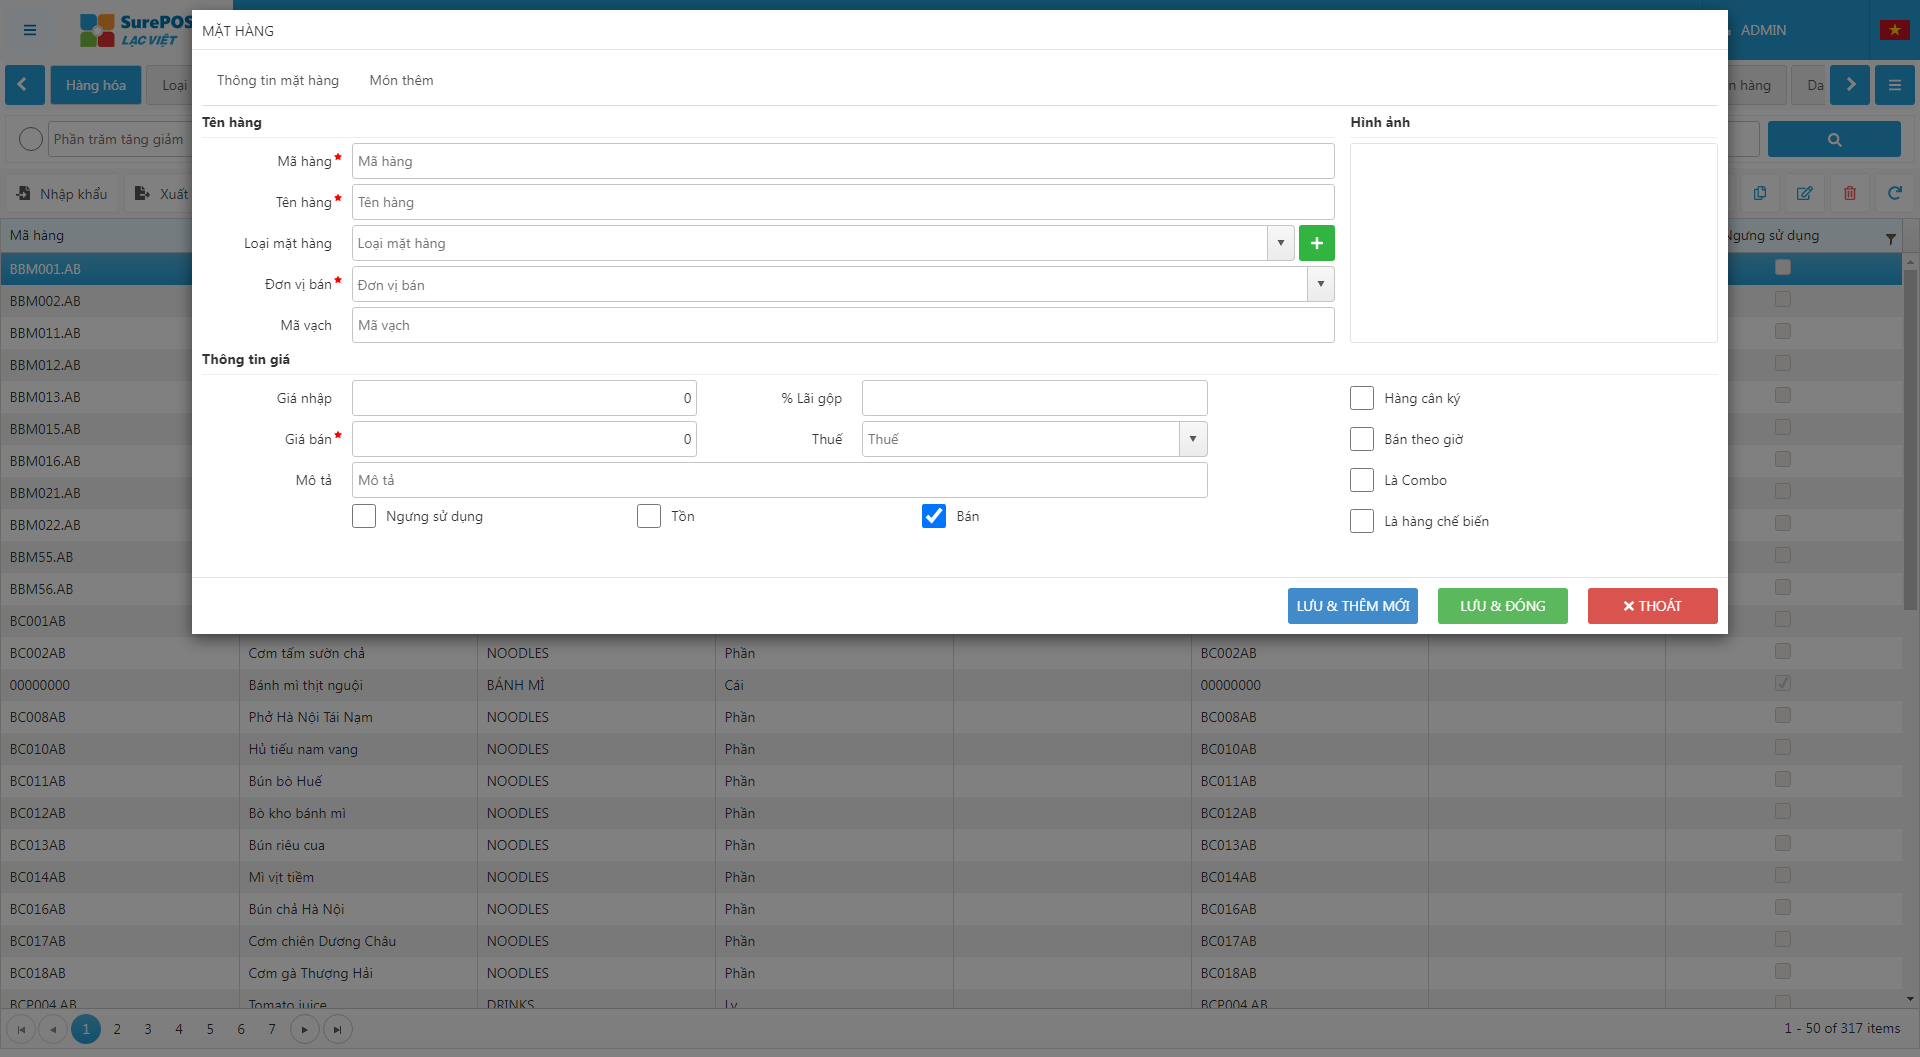 SurePOS
LẠC VIỆT
ADMIN
MẶT HÀNG
Hàng hóa
Loại
hàng
Da
Thông tin mặt hàng
Món thêm
Phần trăm tăng giảm
Tên hàng
Hình ảnh
Mã hàng*
Mã hàng
Tên hàng*
Tên hàng
Loại mặt hàng
Loại mặt hàng
Đơn vị bán*
Đơn vị bán
Mã vạch
Mã vạch
Nhập khẩu
Xuất
Thông tin giá
Giá nhập
0
% Lãi gộp
Hàng cân ký
Giá bán*
0
Thuế
Thuế
Bán theo giờ
Mô tả
Mô tả
Là Combo
Ngưng sử dụng
Tồn
Bán
Là hàng chế biến
LƯU & THÊM MỚI
LƯU & ĐÓNG
THOÁT
Mã hàng
Ngưng sử dụng
BBM001.AB
BBM002.AB
BBM011.AB
BBM012.AB
BBM013.AB
BBM015.AB
BBM016.AB
BBM021.AB
BBM022.AB
BBM55.AB
BBM56.AB
BC001AB
BC002AB Cơm tấm sườn chả NOODLES Phần BC002AB
00000000 Bánh mì thịt nguội BÁNH MÌ Cái 00000000
BC008AB Phở Hà Nội Tái Nạm NOODLES Phần BC008AB
BC010AB Hủ tiếu nam vang NOODLES Phần BC010AB
BC011AB Bún bò Huế NOODLES Phần BC011AB
BC012AB Bò kho bánh mì NOODLES Phần BC012AB
BC013AB Bún riêu cua NOODLES Phần BC013AB
BC014AB Mì vịt tiềm NOODLES Phần BC014AB
BC016AB Bún chả Hà Nội NOODLES Phần BC016AB
BC017AB Cơm chiên Dương Châu NOODLES Phần BC017AB
BC018AB Cơm gà Thượng Hải NOODLES Phần BC018AB
BCP004.AB Tomato juice DRINKS Ly BCP004.AB
1 2 3 4 5 6 7
1 - 50 of 317 items